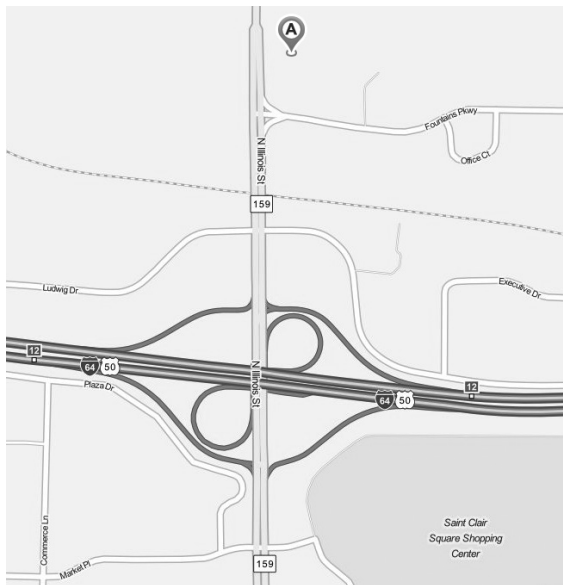 A
Fountains Pkwy
Office Ct
N Illinois St
159
Ludwig Dr
Executive Dr
12
64
50
Plaza Dr
N Illinois St
12
64
50
Commerce Ln
Saint Clair
Square Shopping
Center
Market Pl
159